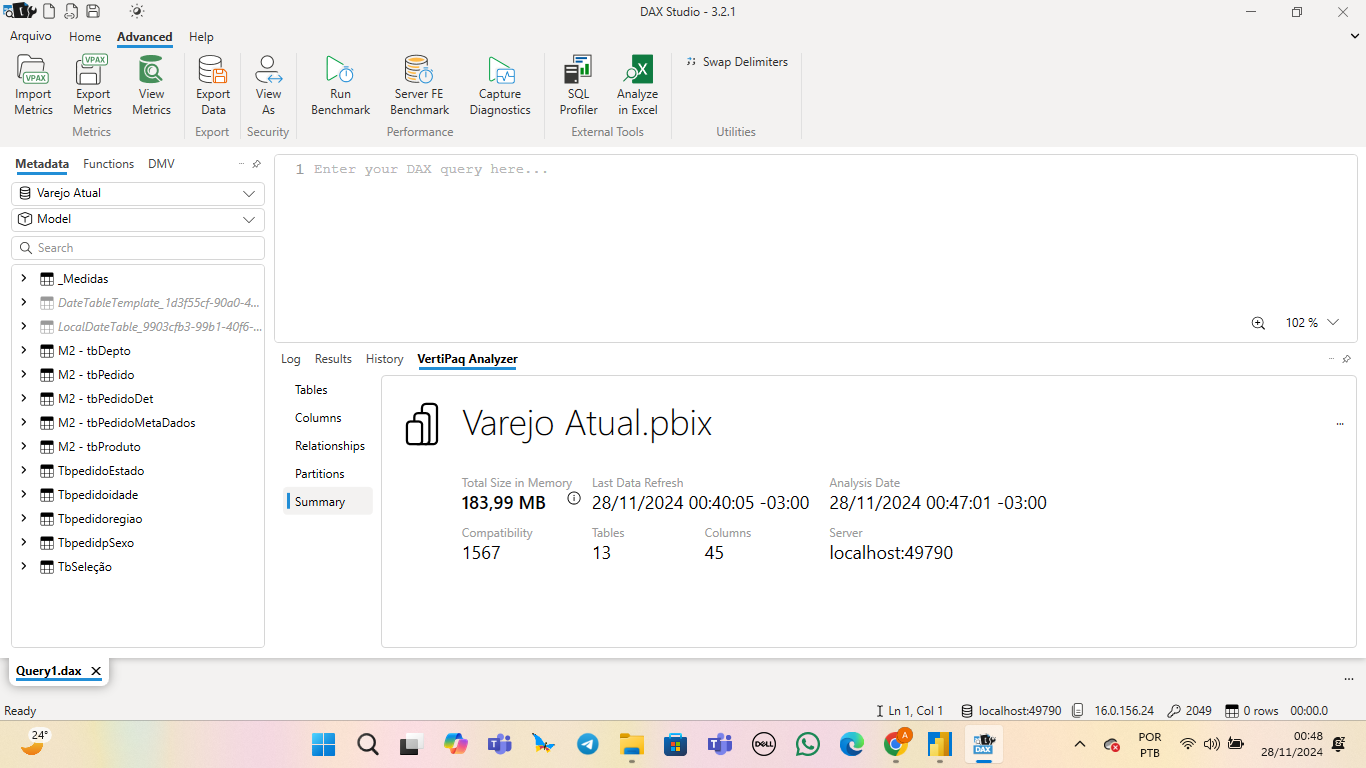 DAX Studio - 3.2.1
Arquivo Home Advanced Help
VPAX
Import Metrics
VPAX
Export Metrics
View Metrics
Metrics
Export Data
Export
View As
Security
Run Benchmark
Server FE Benchmark
Capture Diagnostics
Performance
SQL Profiler
Analyze in Excel
External Tools
Swap Delimiters
Utilities
Metadata Functions DMV
Varejo Atual
Model
Search
_Medidas
DateTableTemplate_1d3f55cf-90a0-4...
LocalDateTable_9903cfb3-99b1-40f6-...
M2 - tbDepto
M2 - tbPedido
M2 - tbPedidoDet
M2 - tbPedidoMetaDados
M2 - tbProduto
TbpedidoEstado
Tbpedidoidade
Tbpedidoregiao
TbpedidpSexo
TbSeleção
1 Enter your DAX query here...
102 %
Log Results History VertiPaq Analyzer
Tables
Columns
Relationships
Partitions
Summary
Varejo Atual.pbix
Total Size in Memory Last Data Refresh Analysis Date
183,99 MB 28/11/2024 00:40:05 -03:00 28/11/2024 00:47:01 -03:00
Compatibility Tables Columns Server
1567 13 45 localhost:49790
Query1.dax
Ready Ln 1, Col 1 localhost:49790 16.0.156.24 2049 0 rows 00:00.0
24°
DELL
A
DAX
POR
PTB
00:48
28/11/2024